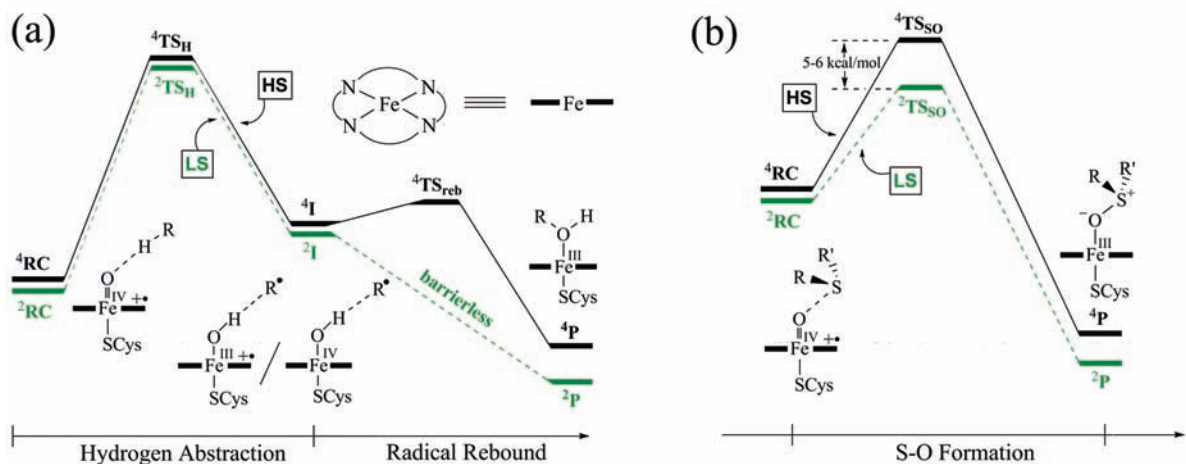 (a)
⁴TS_H
²TS_H
HS
LS
N
N
Fe
N
N
Fe
⁴TS_reb
⁴I
²I
barrierless
⁴RC
²RC
R
H
O
Fe IV +•
SCys
R•
H
O
Fe III +•
SCys
/
R•
H
O
Fe IV
SCys
R H
O
III
Fe
SCys
⁴P
²P
Hydrogen Abstraction
Radical Rebound
(b)
⁴TS_SO
5-6 kcal/mol
²TS_SO
HS
LS
⁴RC
²RC
R'
R S
O
Fe IV +•
SCys
R'
R S+
−O
III
Fe
SCys
⁴P
²P
S-O Formation